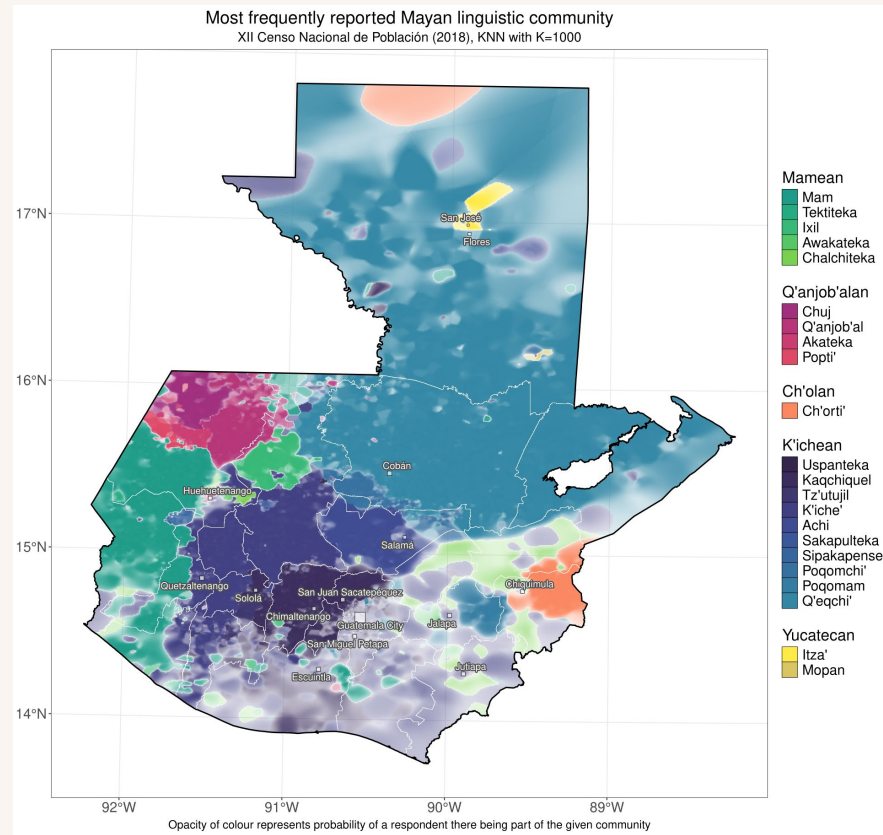 Most frequently reported Mayan linguistic community
XII Censo Nacional de Población (2018), KNN with K=1000
17°N
16°N
15°N
14°N
92°W
91°W
90°W
89°W
San José
Flores
Cobán
Huehuetenango
Salamá
Quetzaltenango
Sololá
San Juan Sacatepéquez
Chiquimula
Chimaltenango
Guatemala City
Jalapa
San Miguel Petapa
Escuintla
Jutiapa
Mamean
Mam
Tektiteka
Ixil
Awakateka
Chalchiteka
Q'anjob'alan
Chuj
Q'anjob'al
Akateka
Popti'
Ch'olan
Ch'orti'
K'ichean
Uspanteka
Kaqchiquel
Tz'utujil
K'iche'
Achi
Sakapulteka
Sipakapense
Poqomchi'
Poqomam
Q'eqchi'
Yucatecan
Itza'
Mopan
Opacity of colour represents probability of a respondent there being part of the given community